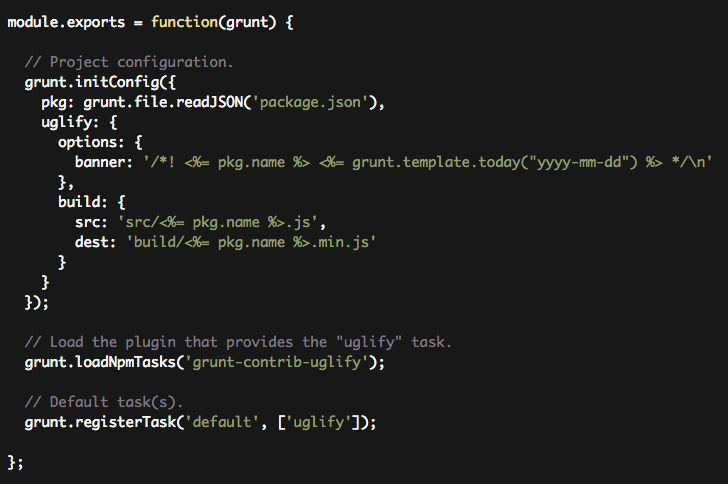 module.exports = function(grunt) {
// Project configuration.
grunt.initConfig({
pkg: grunt.file.readJSON('package.json'),
uglify: {
options: {
banner: '/*! <%= pkg.name %> <%= grunt.template.today("yyyy-mm-dd") %> */\n'
},
build: {
src: 'src/<%= pkg.name %>.js',
dest: 'build/<%= pkg.name %>.min.js'
}
}
});
// Load the plugin that provides the "uglify" task.
grunt.loadNpmTasks('grunt-contrib-uglify');
// Default task(s).
grunt.registerTask('default', ['uglify']);
};